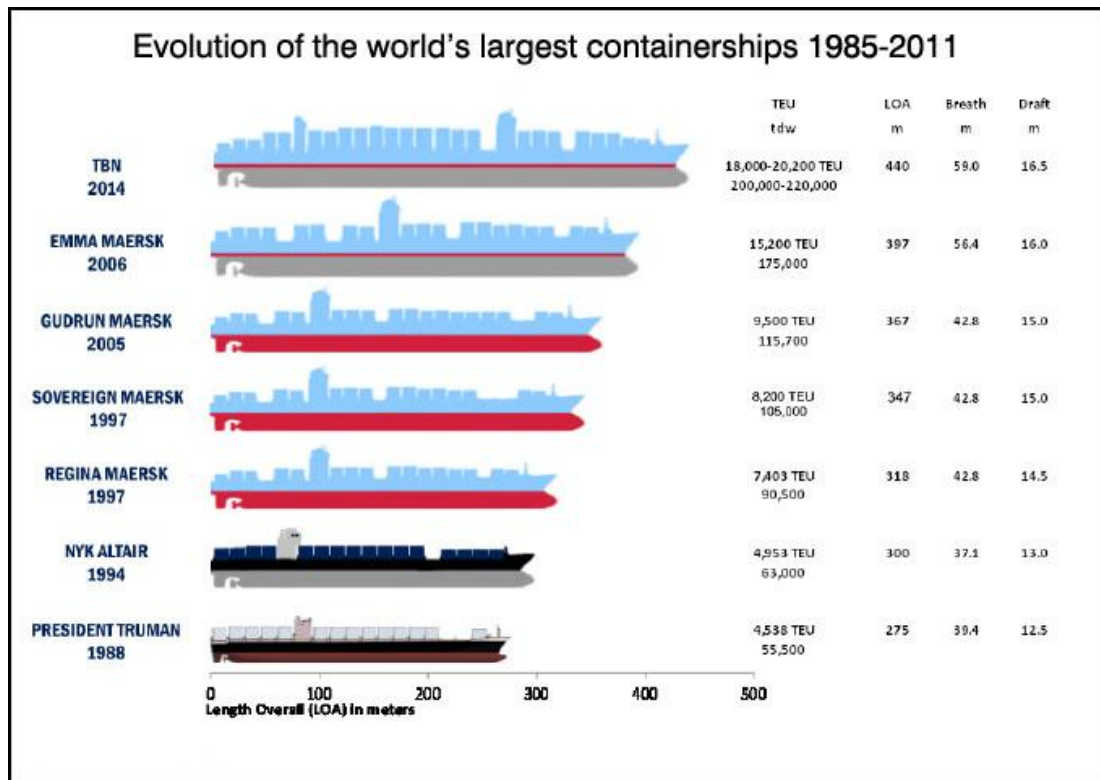 Evolution of the world's largest containerships 1985-2011
TEU LOA Breath Draft
tdw m m m
TBN 18,000-20,200 TEU 440 59.0 16.5
2014 200,000-220,000
EMMA MAERSK 15,200 TEU 397 56.4 16.0
2006 175,000
GUDRUN MAERSK 9,500 TEU 367 42.8 15.0
2005 115,700
SOVEREIGN MAERSK 8,200 TEU 347 42.8 15.0
1997 105,000
REGINA MAERSK 7,403 TEU 318 42.8 14.5
1997 90,500
NYK ALTAIR 4,953 TEU 300 37.1 13.0
1994 63,000
PRESIDENT TRUMAN 4,538 TEU 275 39.4 12.5
1988 55,500
0 100 200 300 400 500
Length Overall (LOA) in meters